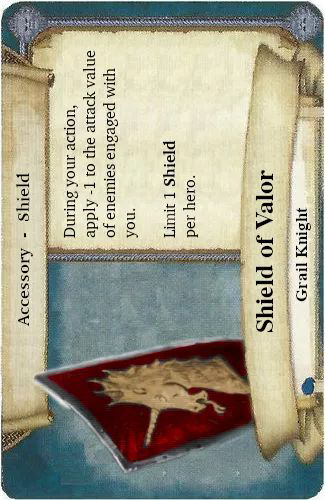 Accessory - Shield
During your action,
apply -1 to the attack value
of enemies engaged with
you.
Limit 1 Shield
per hero.
Shield of Valor
Grail Knight